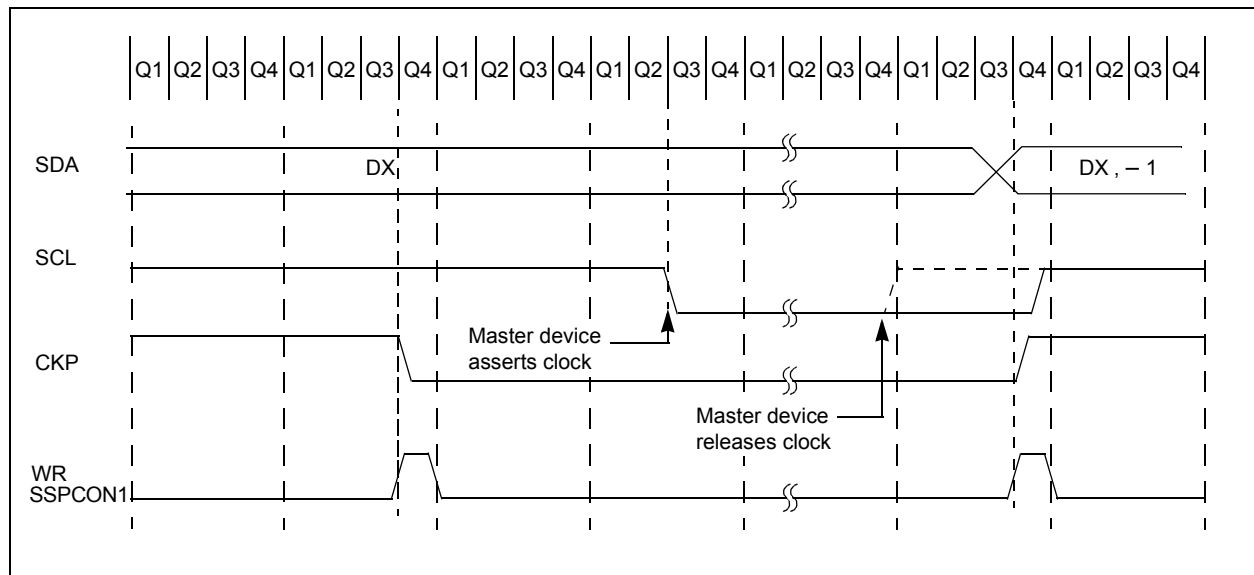 Q1 Q2 Q3 Q4 Q1 Q2 Q3 Q4 Q1 Q2 Q3 Q4 Q1 Q2 Q3 Q4 Q1 Q2 Q3 Q4 Q1 Q2 Q3 Q4 Q1 Q2 Q3 Q4
SDA
DX
DX , – 1
SCL
Master device
asserts clock
CKP
Master device
releases clock
WR
SSPCON1